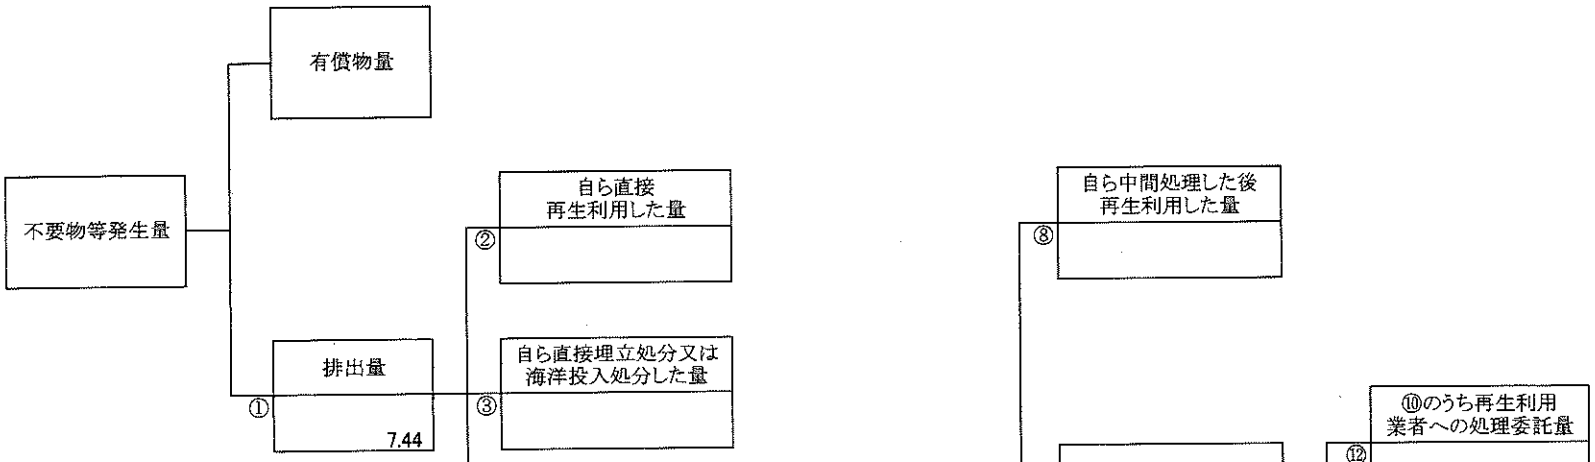 有償物量
不要物等発生量
自ら直接
再生利用した量
②
自ら中間処理した後
再生利用した量
⑧
排出量
①
7.44
自ら直接埋立処分又は
海洋投入処分した量
③
⑩のうち再生利用
業者への処理委託量
⑫